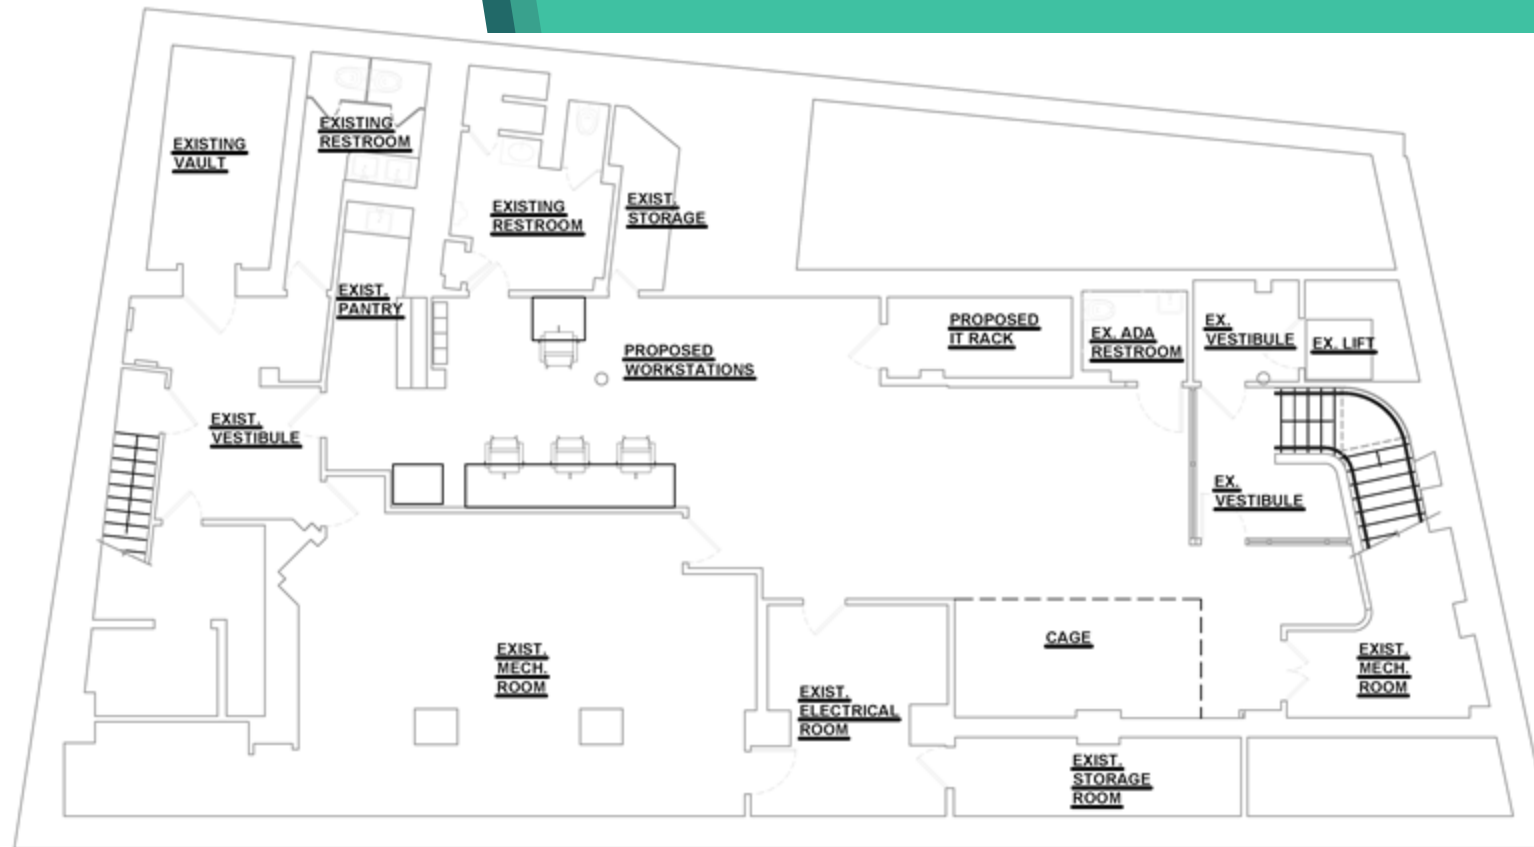 EXISTING
RESTROOM
EXISTING
VAULT
EXISTING
RESTROOM
EXIST.
STORAGE
EXIST.
PANTRY
PROPOSED
WORKSTATIONS
PROPOSED
IT RACK
EX. ADA
RESTROOM
EX.
VESTIBULE
EX. LIFT
EXIST.
VESTIBULE
EX.
VESTIBULE
EXIST.
MECH.
ROOM
CAGE
EXIST.
MECH.
ROOM
EXIST.
ELECTRICAL
ROOM
EXIST.
STORAGE
ROOM